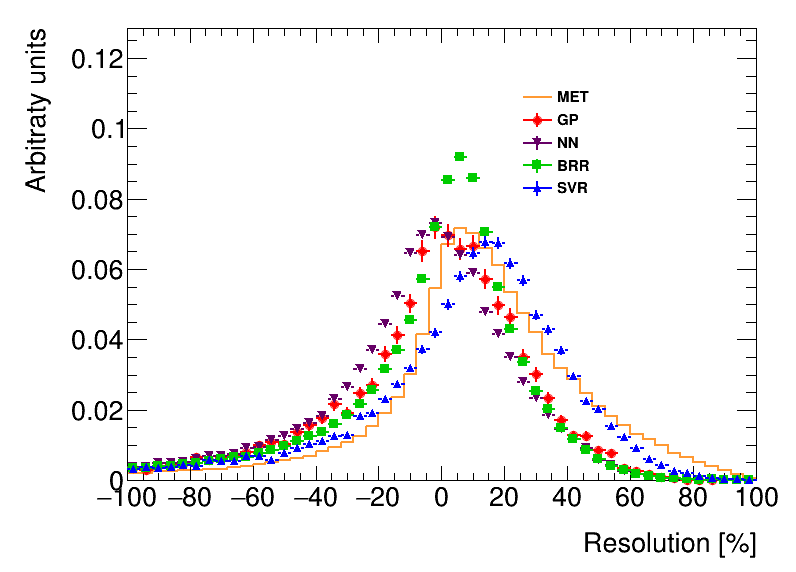 Arbitraty units
0.12
0.1
0.08
0.06
0.04
0.02
0
MET
GP
NN
BRR
SVR
−100 −80 −60 −40 −20 0 20 40 60 80 100
Resolution [%]